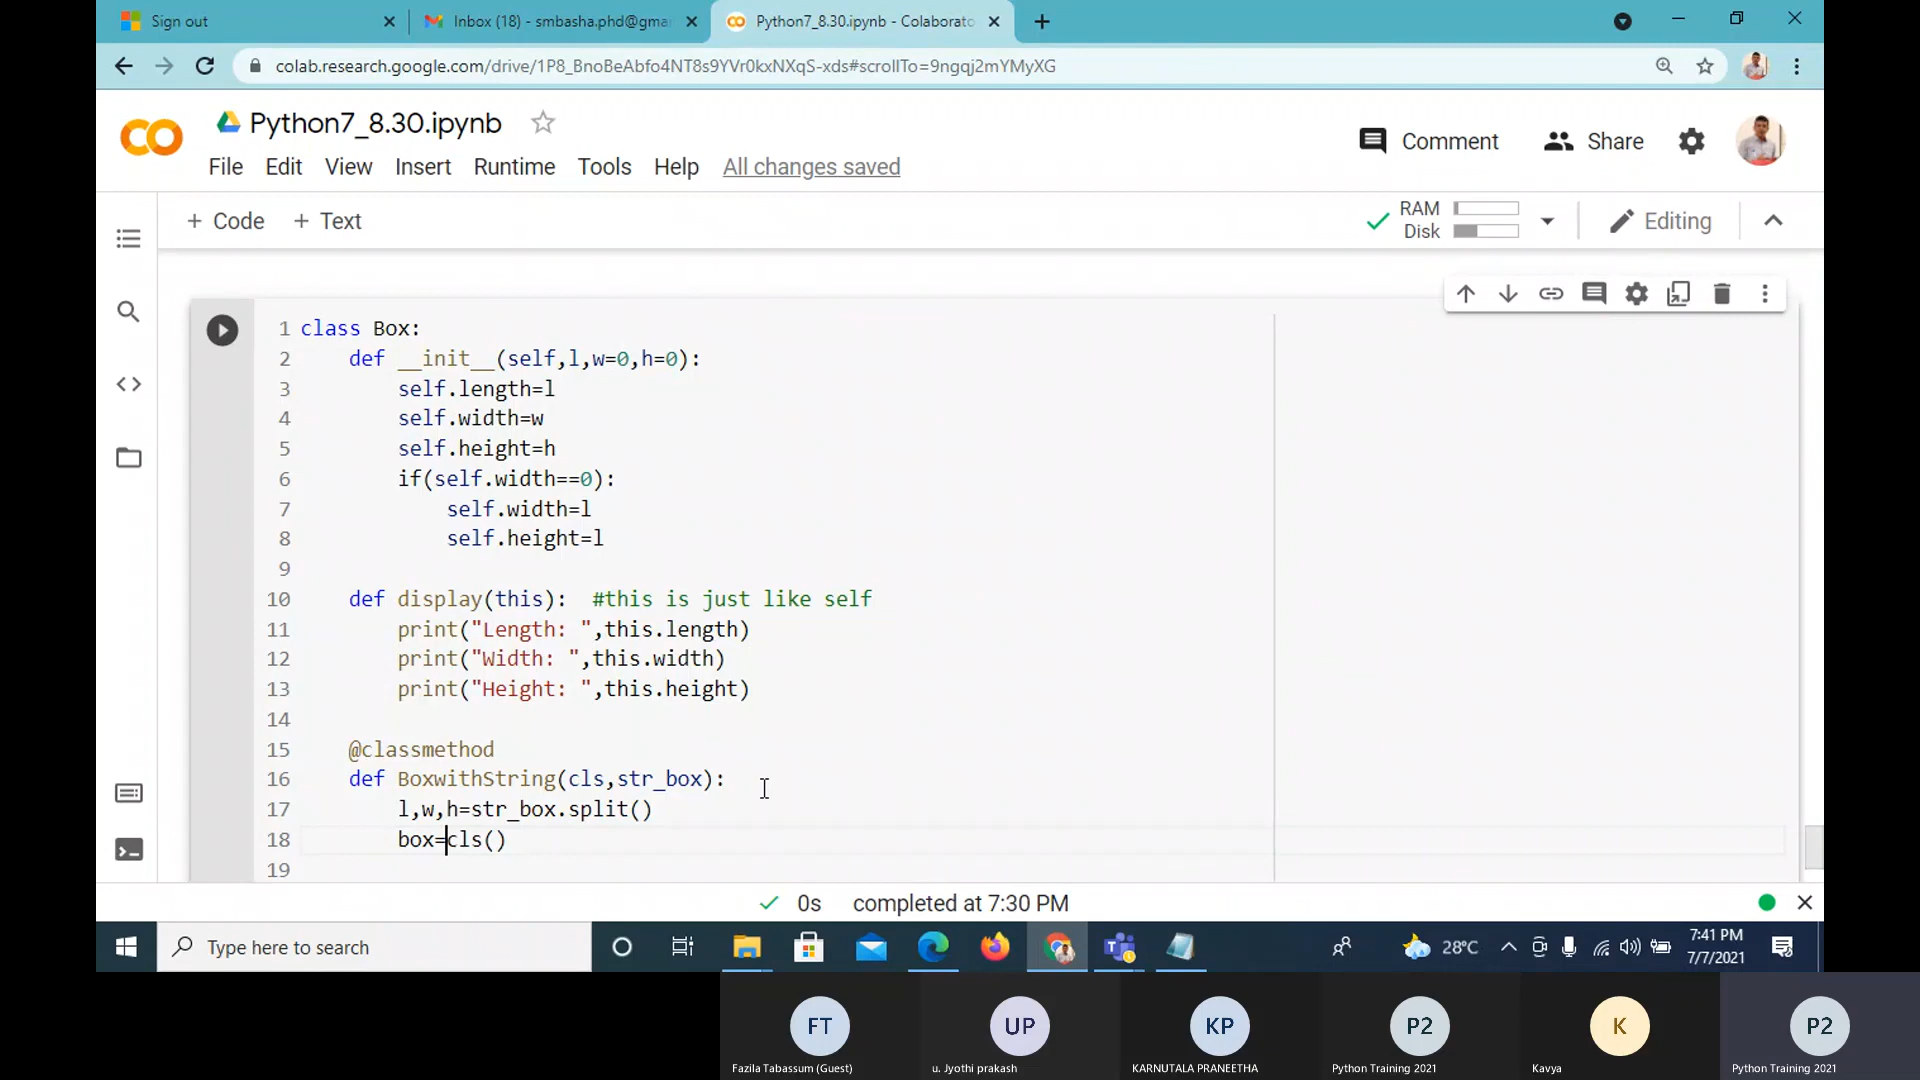 Sign out
Inbox (18) - smbasha.phd@gma
Python7_8.30.ipynb - Colaborato
colab.research.google.com/drive/1P8_BnoBeAbfo4NT8s9YVr0kxNXqS-xds#scrollTo=9ngqj2mYMyXG
Python7_8.30.ipynb
Comment
Share
File Edit View Insert Runtime Tools Help All changes saved
+ Code + Text
RAM
Disk
Editing
1 class Box:
2 def __init__(self,l,w=0,h=0):
3 self.length=l
4 self.width=w
5 self.height=h
6 if(self.width==0):
7 self.width=l
8 self.height=l
9
10 def display(this): #this is just like self
11 print("Length: ",this.length)
12 print("Width: ",this.width)
13 print("Height: ",this.height)
14
15 @classmethod
16 def BoxwithString(cls,str_box):
17 l,w,h=str_box.split()
18 box=cls()
19
0s completed at 7:30 PM
Type here to search
28°C
7:41 PM
7/7/2021
FT UP KP P2 K P2
Fazila Tabassum (Guest) u. Jyothi prakash KARNUTALA PRANEETHA Python Training 2021 Kavya Python Training 2021